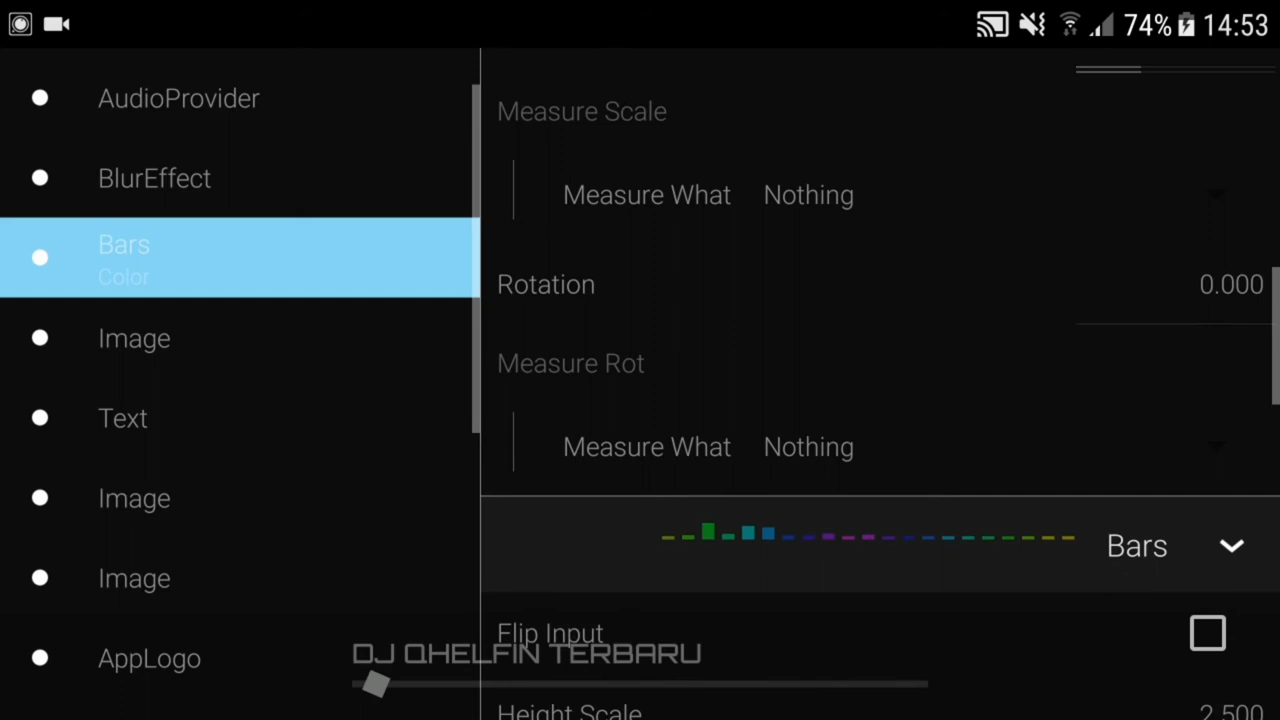 74% 14:53
AudioProvider
BlurEffect
Bars
Color
Image
Text
Image
Image
AppLogo
Measure Scale
Measure What Nothing
Rotation 0.000
Measure Rot
Measure What Nothing
Bars
Flip Input
DJ QHELFIN TERBARU
Height Scale 2.500